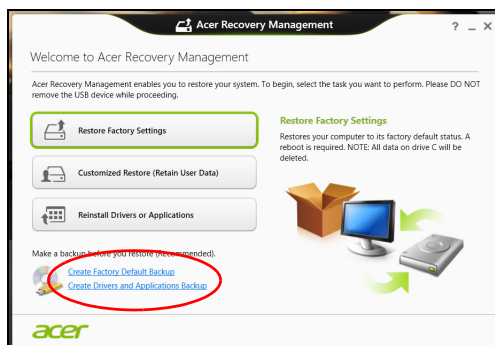 Acer Recovery Management
? _ X
Welcome to Acer Recovery Management
Acer Recovery Management enables you to restore your system. To begin, select the task you want to perform. Please DO NOT
remove the USB device while proceeding.
Restore Factory Settings
Customized Restore (Retain User Data)
Reinstall Drivers or Applications
Restore Factory Settings
Restores your computer to its factory default status. A
reboot is required. NOTE: All data on drive C will be
deleted.
Make a backup before you restore (Recommended).
Create Factory Default Backup
Create Drivers and Applications Backup
acer